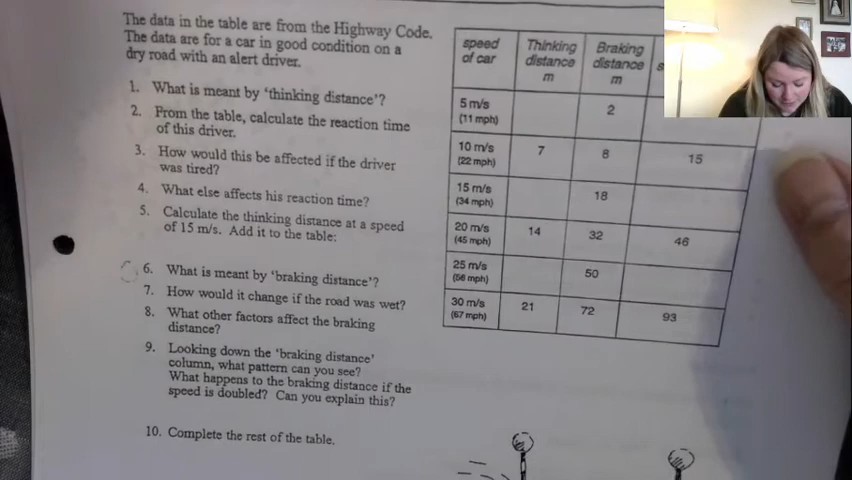 The data in the table are from the Highway Code.
The data are for a car in good condition on a
dry road with an alert driver.
1. What is meant by 'thinking distance'?
2. From the table, calculate the reaction time
of this driver.
3. How would this be affected if the driver
was tired?
4. What else affects his reaction time?
5. Calculate the thinking distance at a speed
of 15 m/s. Add it to the table:
6. What is meant by 'braking distance'?
7. How would it change if the road was wet?
8. What other factors affect the braking
distance?
9. Looking down the 'braking distance'
column, what pattern can you see?
What happens to the braking distance if the
speed is doubled? Can you explain this?
10. Complete the rest of the table.
speed Thinking Braking
of car distance distance
m m
5 m/s 2
(11 mph)
10 m/s 7 8 15
(22 mph)
15 m/s 18
(34 mph)
20 m/s 14 32 46
(45 mph)
25 m/s 50
(56 mph)
30 m/s 21 72 93
(67 mph)